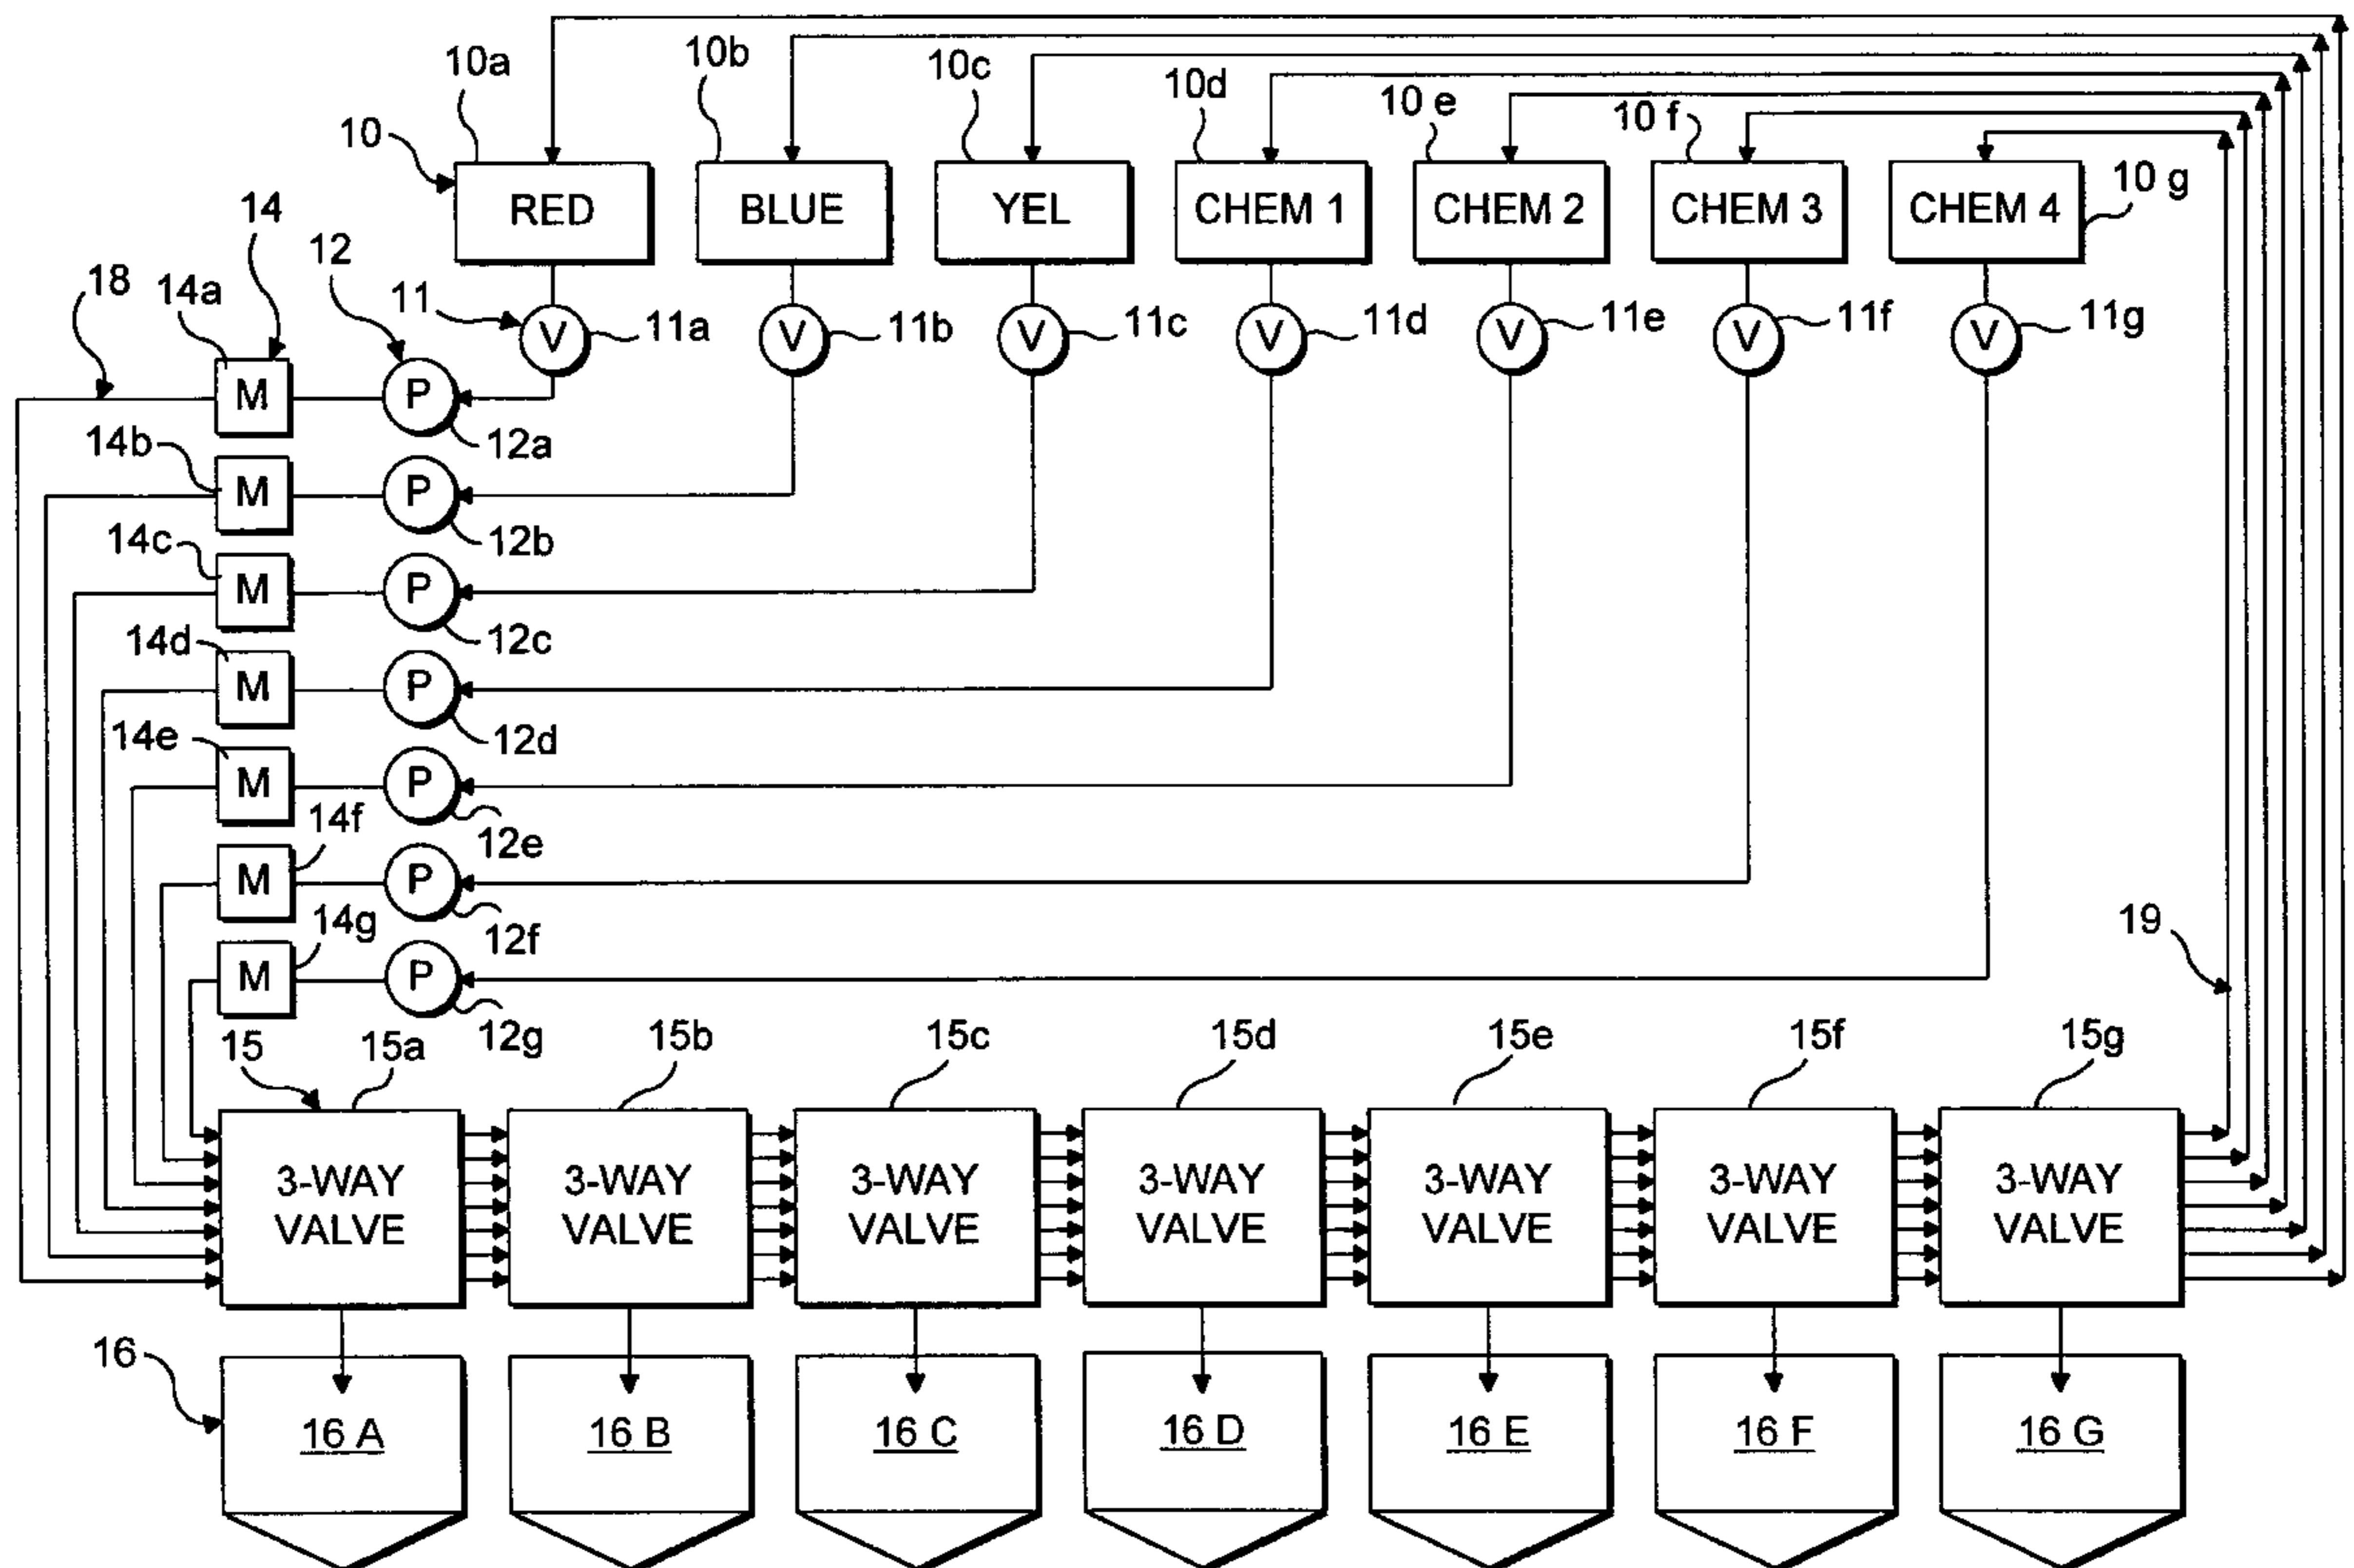 10a
10b
10c
10d
10 e
10 f
10
RED
BLUE
YEL
CHEM 1
CHEM 2
CHEM 3
CHEM 4
10 g
14
12
18
14a
11
V
11a
V
11b
V
11c
V
11d
V
11e
V
11f
V
11g
M
P
12a
14b
M
P
12b
14c
M
P
12c
14d
M
P
12d
14e
M
P
12e
14f
M
P
12f
14g
M
P
12g
19
15
15a
15b
15c
15d
15e
15f
15g
3-WAY
VALVE
3-WAY
VALVE
3-WAY
VALVE
3-WAY
VALVE
3-WAY
VALVE
3-WAY
VALVE
3-WAY
VALVE
16
16 A
16 B
16 C
16 D
16 E
16 F
16 G